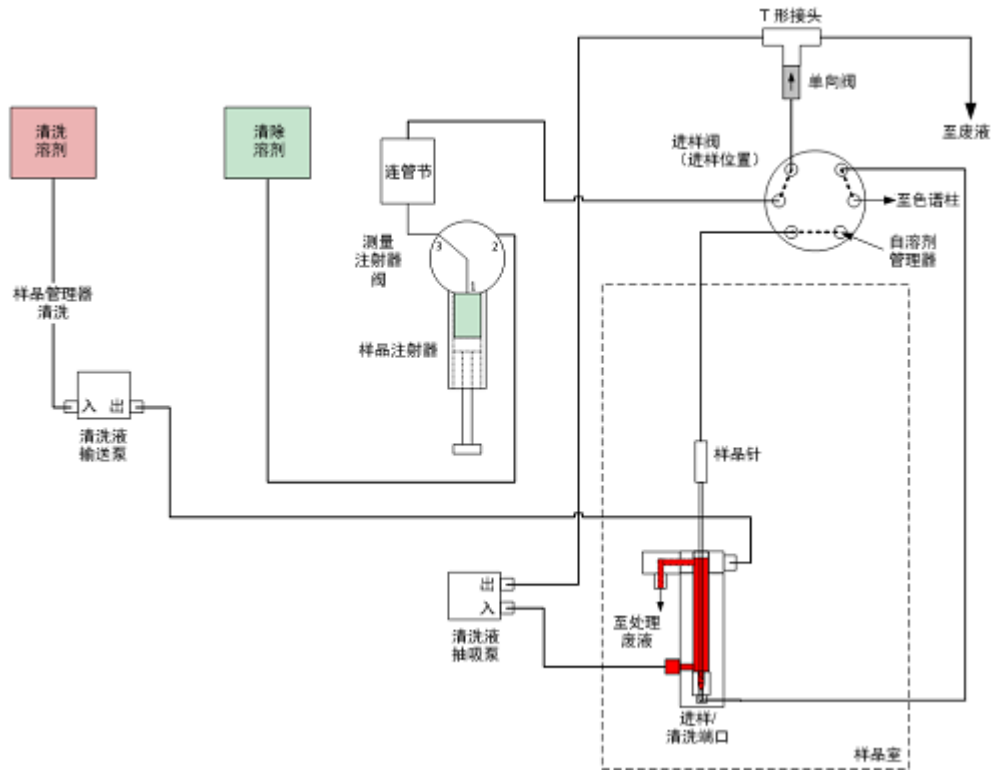 T 形接头
单向阀
至废液
清洗
溶剂
清除
溶剂
连管节
进样阀
（进样位置）
至色谱柱
自溶剂
管理器
测量
注射器
阀
3
2
1
样品管理器
清洗
样品注射器
入 出
清洗液
输送泵
样品针
出
入
清洗液
抽吸泵
至处理
废液
进样/
清洗端口
样品室